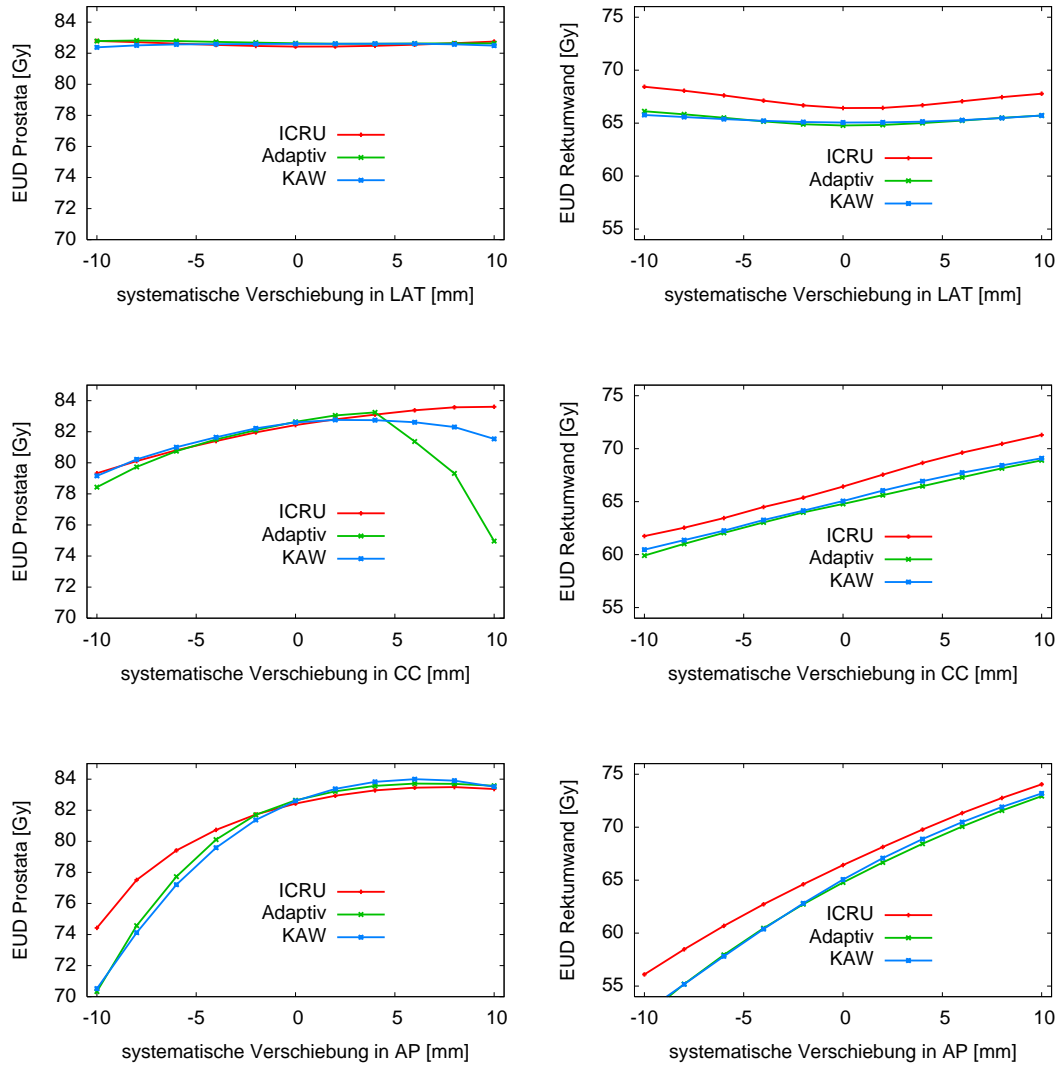 84
82
80
78
76
74
72
70
EUD Prostata [Gy]
ICRU
Adaptiv
KAW
-10 -5 0 5 10
systematische Verschiebung in LAT [mm]
75
70
65
60
55
EUD Rektumwand [Gy]
ICRU
Adaptiv
KAW
-10 -5 0 5 10
systematische Verschiebung in LAT [mm]
84
82
80
78
76
74
72
70
EUD Prostata [Gy]
ICRU
Adaptiv
KAW
-10 -5 0 5 10
systematische Verschiebung in CC [mm]
75
70
65
60
55
EUD Rektumwand [Gy]
ICRU
Adaptiv
KAW
-10 -5 0 5 10
systematische Verschiebung in CC [mm]
84
82
80
78
76
74
72
70
EUD Prostata [Gy]
ICRU
Adaptiv
KAW
-10 -5 0 5 10
systematische Verschiebung in AP [mm]
75
70
65
60
55
EUD Rektumwand [Gy]
ICRU
Adaptiv
KAW
-10 -5 0 5 10
systematische Verschiebung in AP [mm]